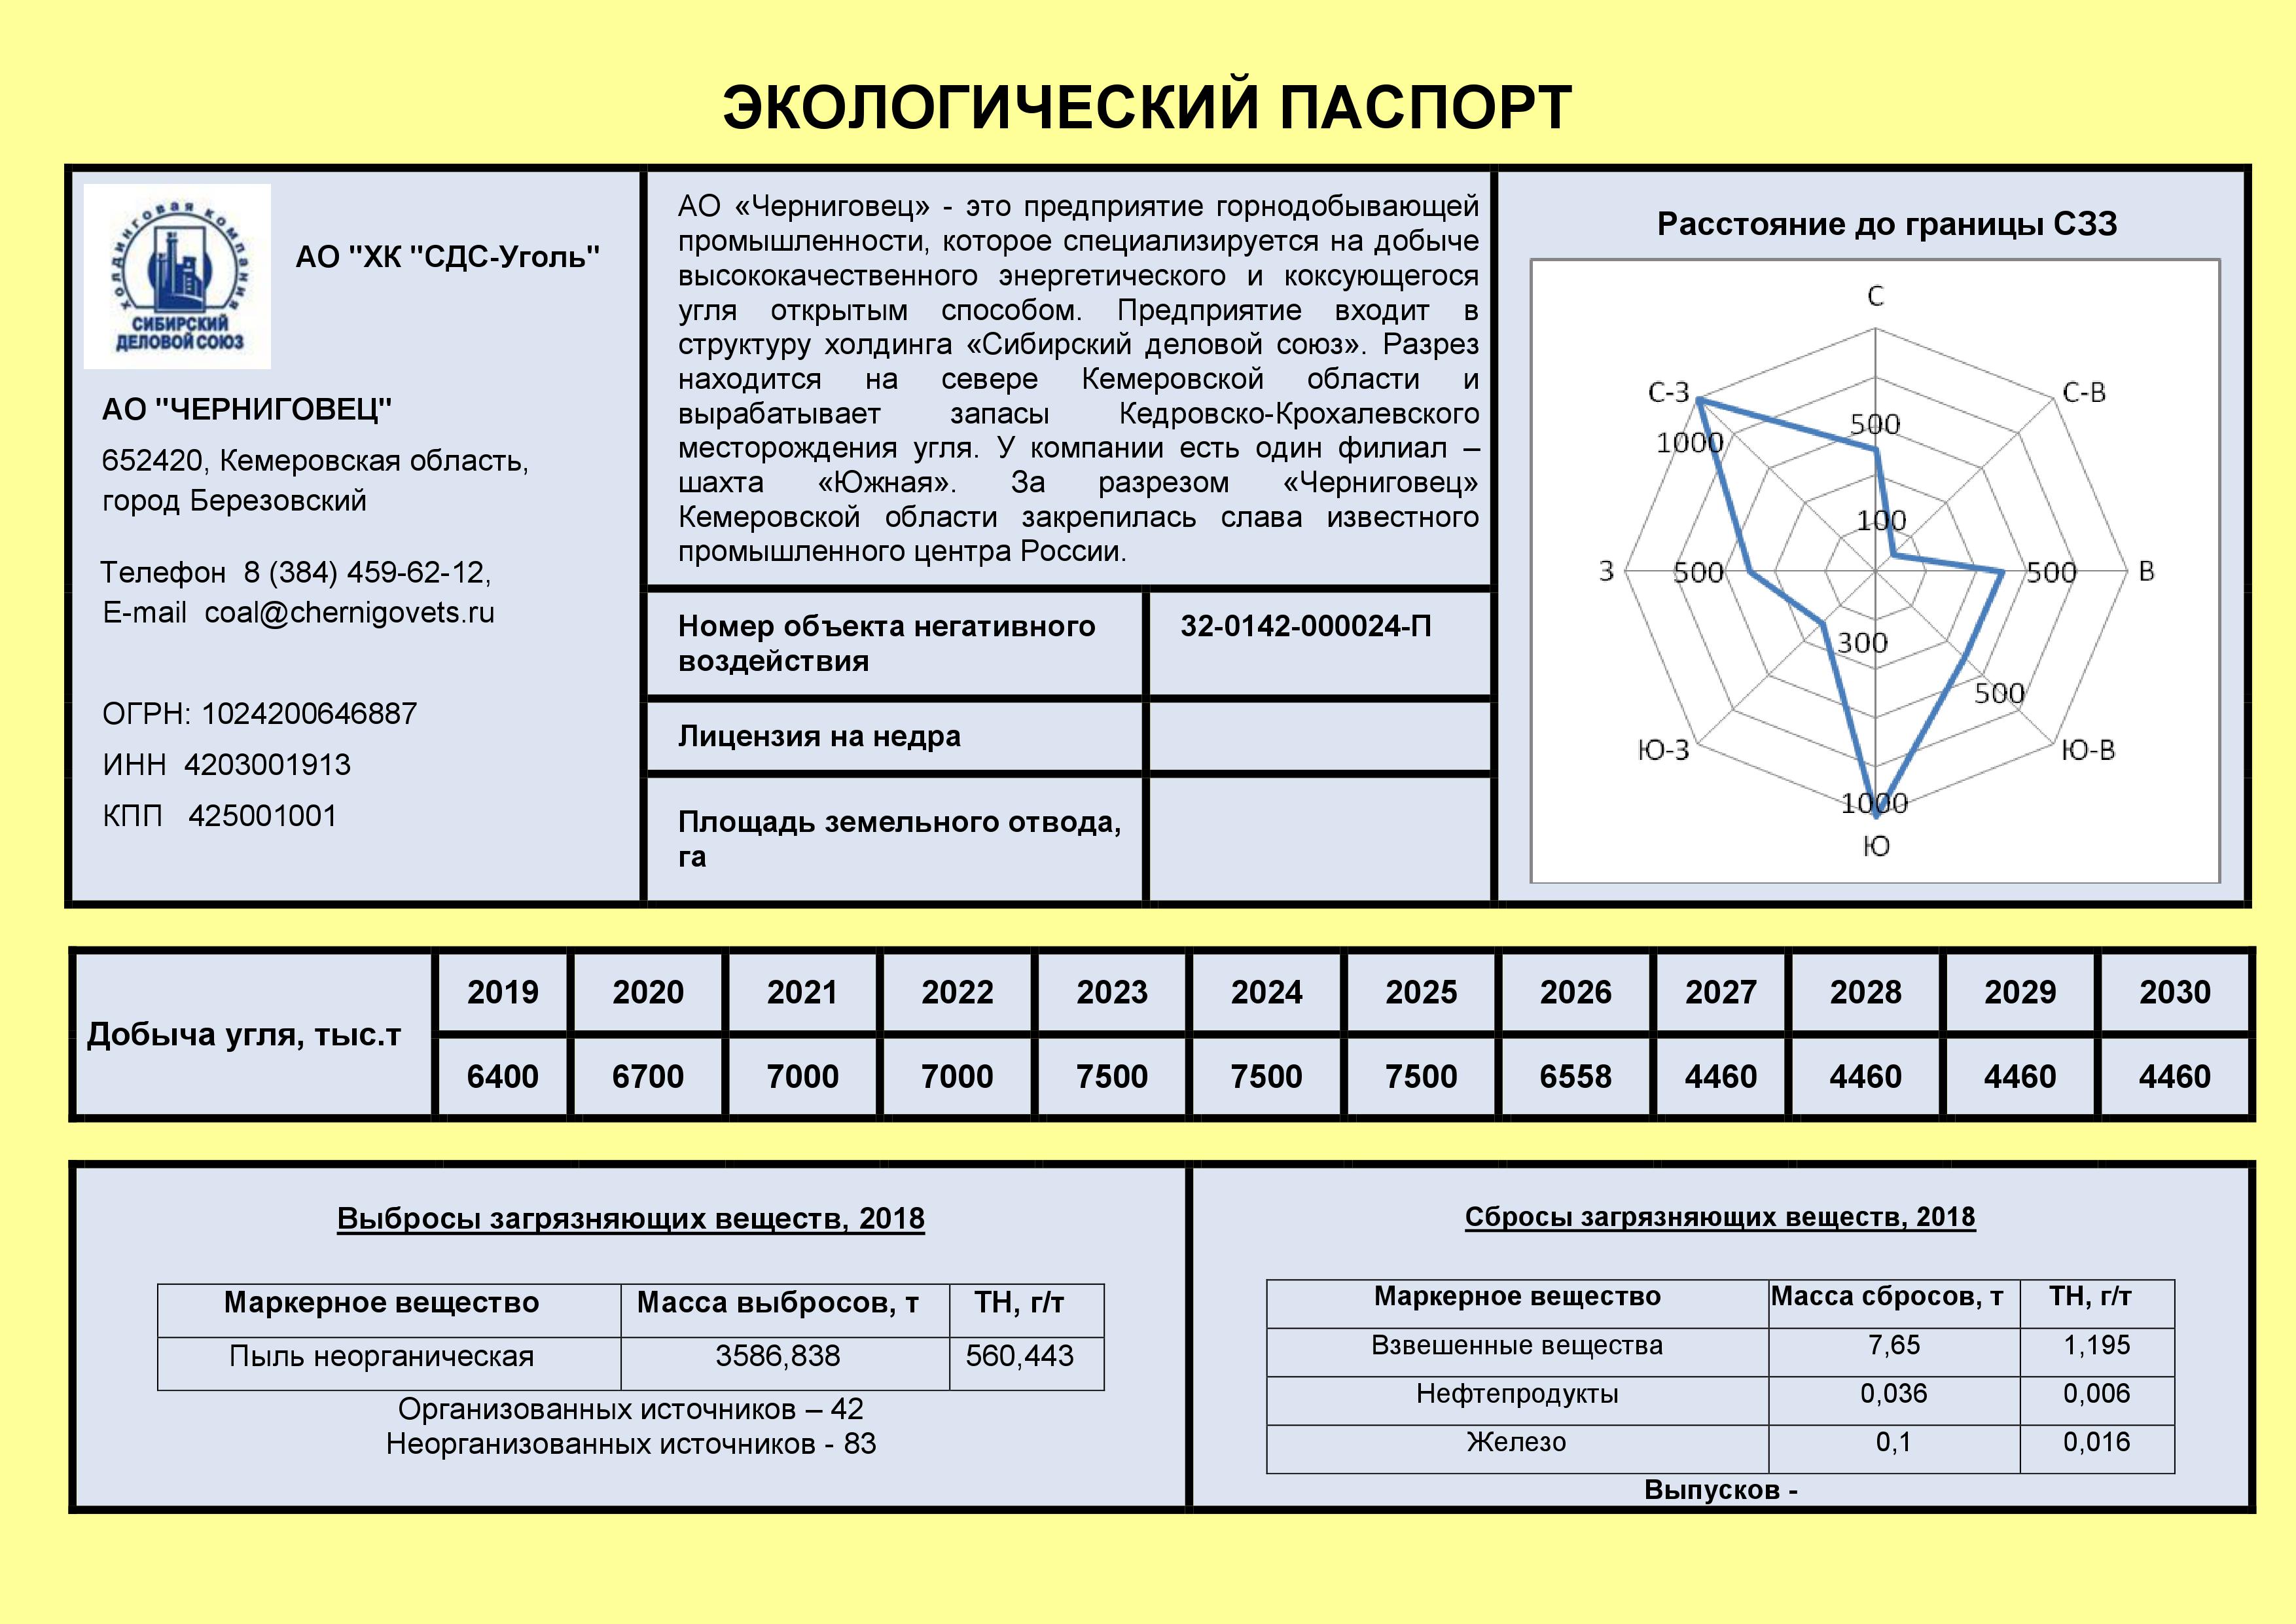 ЭКОЛОГИЧЕСКИЙ ПАСПОРТ
холдинговая компания
СИБИРСКИЙ
ДЕЛОВОЙ СОЮЗ
АО "ХК "СДС-Уголь"
АО "ЧЕРНИГОВЕЦ"
652420, Кемеровская область,
город Березовский
Телефон 8 (384) 459-62-12,
E-mail coal@chernigovets.ru
ОГРН: 1024200646887
ИНН 4203001913
КПП 425001001
АО «Черниговец» - это предприятие горнодобывающей
промышленности, которое специализируется на добыче
высококачественного энергетического и коксующегося
угля открытым способом. Предприятие входит в
структуру холдинга «Сибирский деловой союз». Разрез
находится на севере Кемеровской области и
вырабатывает запасы Кедровско-Крохалевского
месторождения угля. У компании есть один филиал –
шахта «Южная». За разрезом «Черниговец»
Кемеровской области закрепилась слава известного
промышленного центра России.
Номер объекта негативного
воздействия
32-0142-000024-П
Лицензия на недра
Площадь земельного отвода,
га
Расстояние до границы СЗЗ
С
С-З
С-В
500
1000
100
З
500
500
В
300
500
Ю-З
Ю-В
1000
Ю
Добыча угля, тыс.т
2019 2020 2021 2022 2023 2024 2025 2026 2027 2028 2029 2030
6400 6700 7000 7000 7500 7500 7500 6558 4460 4460 4460 4460
Выбросы загрязняющих веществ, 2018
Маркерное вещество Масса выбросов, т ТН, г/т
Пыль неорганическая 3586,838 560,443
Организованных источников – 42
Неорганизованных источников - 83
Сбросы загрязняющих веществ, 2018
Маркерное вещество Масса сбросов, т ТН, г/т
Взвешенные вещества 7,65 1,195
Нефтепродукты 0,036 0,006
Железо 0,1 0,016
Выпусков -